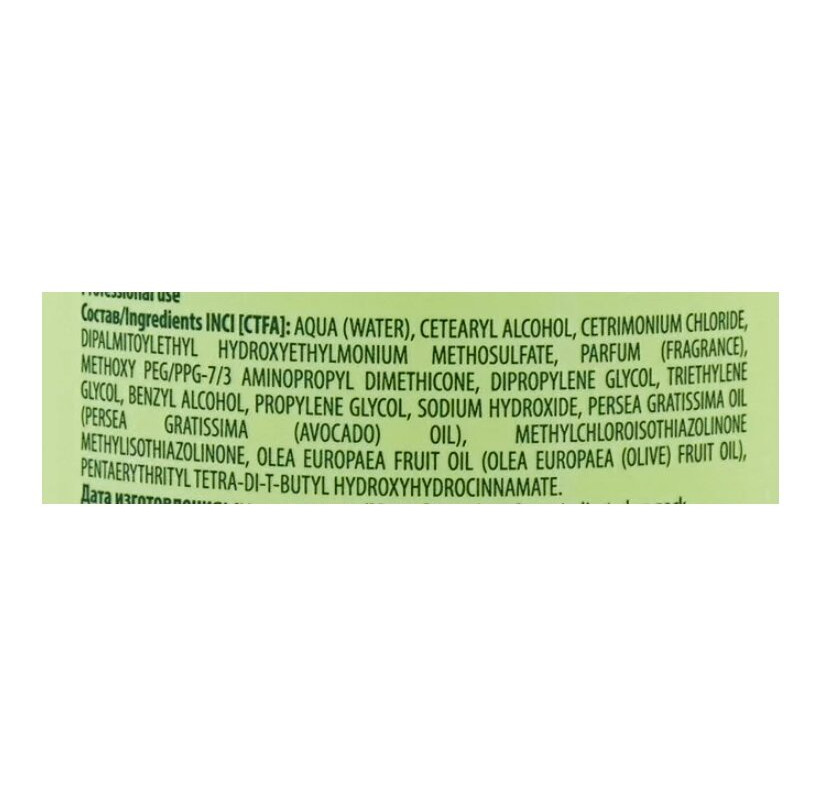 Professional use
Состав/Ingredients INCI [CTFA]: AQUA (WATER), CETEARYL ALCOHOL, CETRIMONIUM CHLORIDE,
DIPALMITOYLETHYL HYDROXYETHYLMONIUM METHOSULFATE, PARFUM (FRAGRANCE),
METHOXY PEG/PPG-7/3 AMINOPROPYL DIMETHICONE, DIPROPYLENE GLYCOL, TRIETHYLENE
GLYCOL, BENZYL ALCOHOL, PROPYLENE GLYCOL, SODIUM HYDROXIDE, PERSEA GRATISSIMA OIL
(PERSEA GRATISSIMA (AVOCADO) OIL), METHYLCHLOROISOTHIAZOLINONE
METHYLISOTHIAZOLINONE, OLEA EUROPAEA FRUIT OIL (OLEA EUROPAEA (OLIVE) FRUIT OIL),
PENTAERYTHRITYL TETRA-DI-T-BUTYL HYDROXYHYDROCINNAMATE.
Дата изготовления: